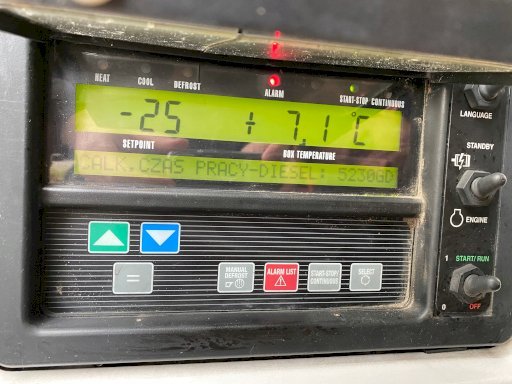 HEAT COOL DEFROST ALARM START-STOP CONTINUOUS
-25 + 7.1°C
SETPOINT BOX TEMPERATURE
CALK.CZAS PRACY-DIESEL: 5230GD
MANUAL DEFROST
ALARM LIST
START-STOP/ CONTINUOUS
SELECT
=
LANGUAGE
STANDBY
ENGINE
1 START/RUN
0 OFF